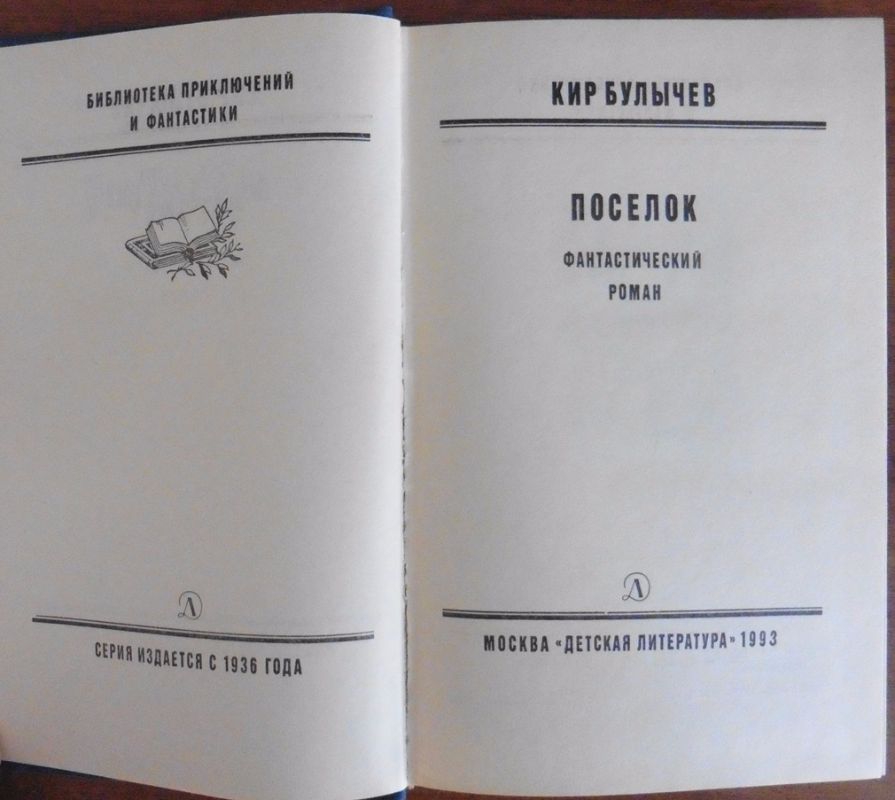 БИБЛИОТЕКА ПРИКЛЮЧЕНИЙ
И ФАНТАСТИКИ
Д
СЕРИЯ ИЗДАЕТСЯ С 1936 ГОДА
КИР БУЛЫЧЕВ
ПОСЕЛОК
ФАНТАСТИЧЕСКИЙ
РОМАН
Д
МОСКВА «ДЕТСКАЯ ЛИТЕРАТУРА» 1993